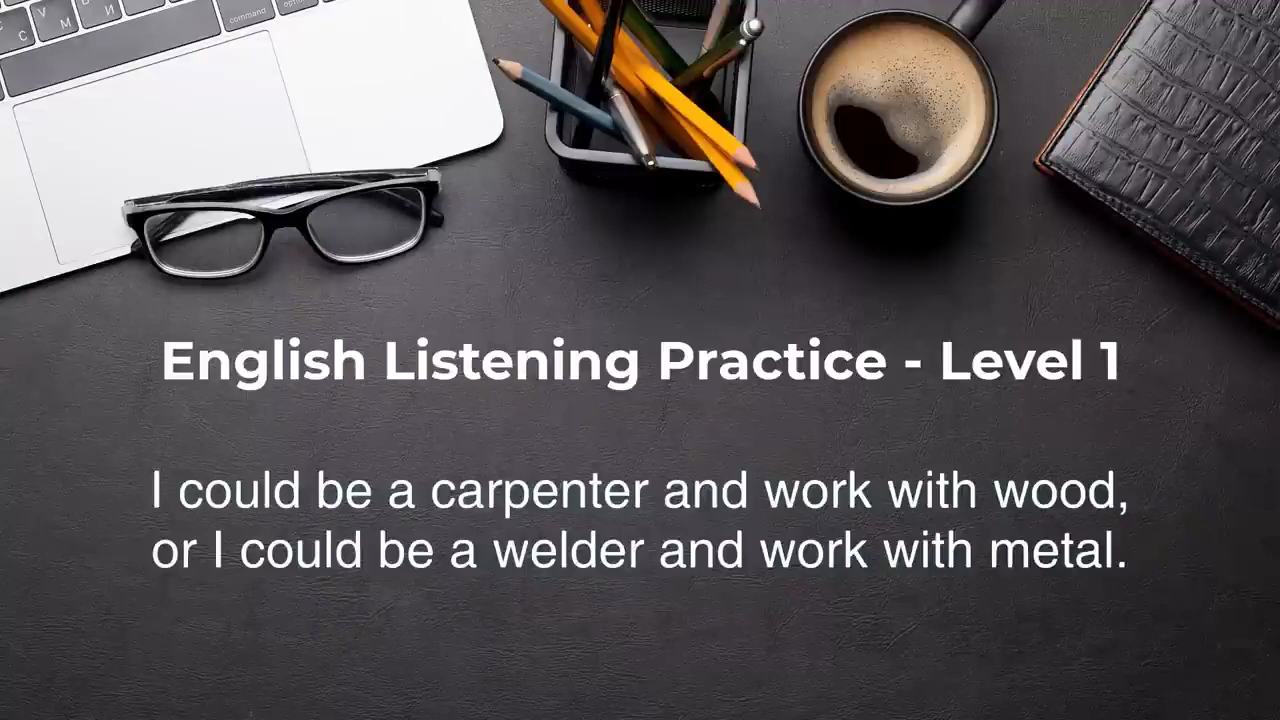 command
English Listening Practice - Level 1
I could be a carpenter and work with wood,
or I could be a welder and work with metal.